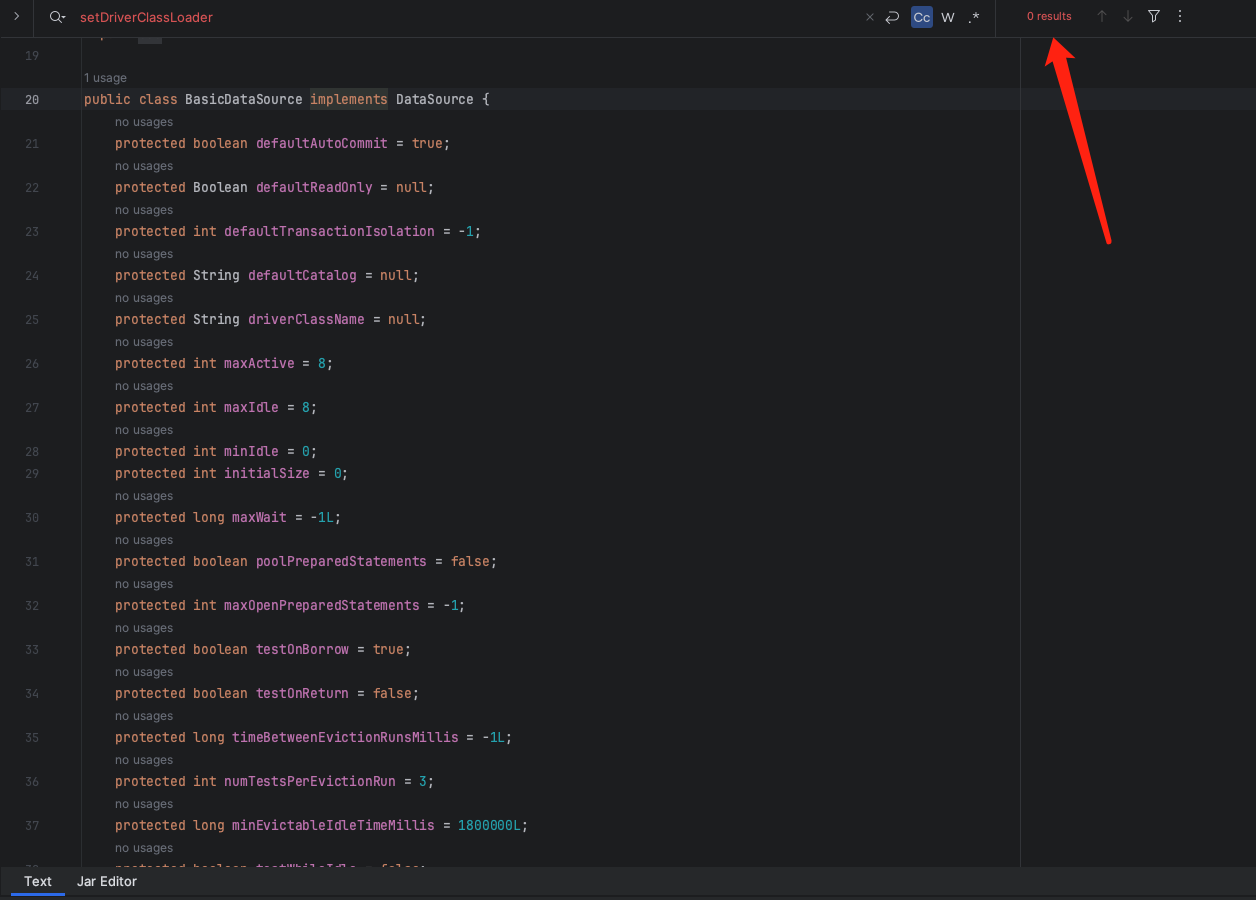 setDriverClassLoader
Cc
W
.*
0 results
19
1 usage
20 public class BasicDataSource implements DataSource {
no usages
21 protected boolean defaultAutoCommit = true;
no usages
22 protected Boolean defaultReadOnly = null;
no usages
23 protected int defaultTransactionIsolation = -1;
no usages
24 protected String defaultCatalog = null;
no usages
25 protected String driverClassName = null;
no usages
26 protected int maxActive = 8;
no usages
27 protected int maxIdle = 8;
no usages
28 protected int minIdle = 0;
29 protected int initialSize = 0;
no usages
30 protected long maxWait = -1L;
no usages
31 protected boolean poolPreparedStatements = false;
no usages
32 protected int maxOpenPreparedStatements = -1;
no usages
33 protected boolean testOnBorrow = true;
no usages
34 protected boolean testOnReturn = false;
no usages
35 protected long timeBetweenEvictionRunsMillis = -1L;
no usages
36 protected int numTestsPerEvictionRun = 3;
no usages
37 protected long minEvictableIdleTimeMillis = 1800000L;
no usages
Text
Jar Editor